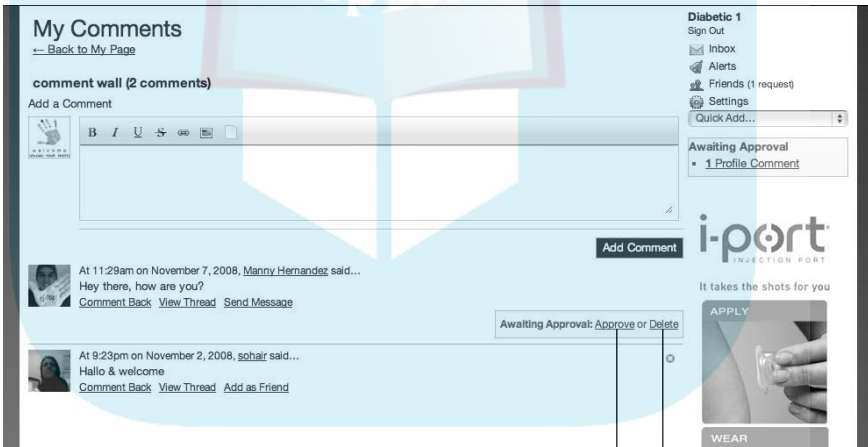 My Comments
← Back to My Page
comment wall (2 comments)
Add a Comment
B I U S
welcome
Add Comment
At 11:29am on November 7, 2008, Manny Hernandez said...
Hey there, how are you?
Comment Back View Thread Send Message
Awaiting Approval: Approve or Delete
At 9:23pm on November 2, 2008, sohair said...
Hallo & welcome
Comment Back View Thread Add as Friend
Diabetic 1
Sign Out
Inbox
Alerts
Friends (1 request)
Settings
Quick Add...
Awaiting Approval
▪ 1 Profile Comment
i-port
INJECTION PORT
It takes the shots for you
APPLY
WEAR